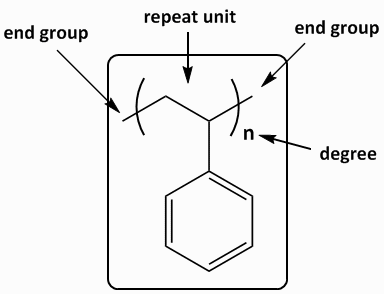 repeat unit
end group
end group
n
degree